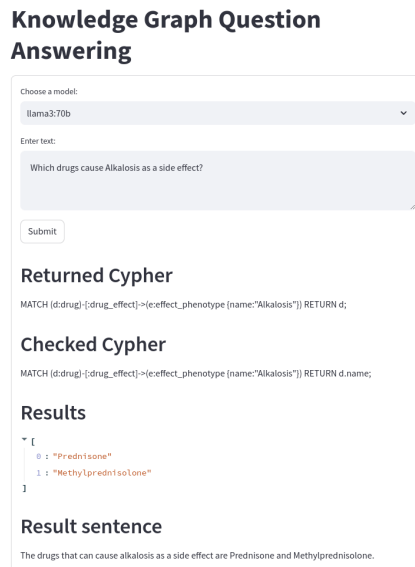 Knowledge Graph Question
Answering
Choose a model:
llama3:70b
Enter text:
Which drugs cause Alkalosis as a side effect?
Submit
Returned Cypher
MATCH (d:drug)-[:drug_effect]->(e:effect_phenotype {name:"Alkalosis"}) RETURN d;
Checked Cypher
MATCH (d:drug)-[:drug_effect]->(e:effect_phenotype {name:"Alkalosis"}) RETURN d.name;
Results
[
0 : "Prednisone"
1 : "Methylprednisolone"
]
Result sentence
The drugs that can cause alkalosis as a side effect are Prednisone and Methylprednisolone.